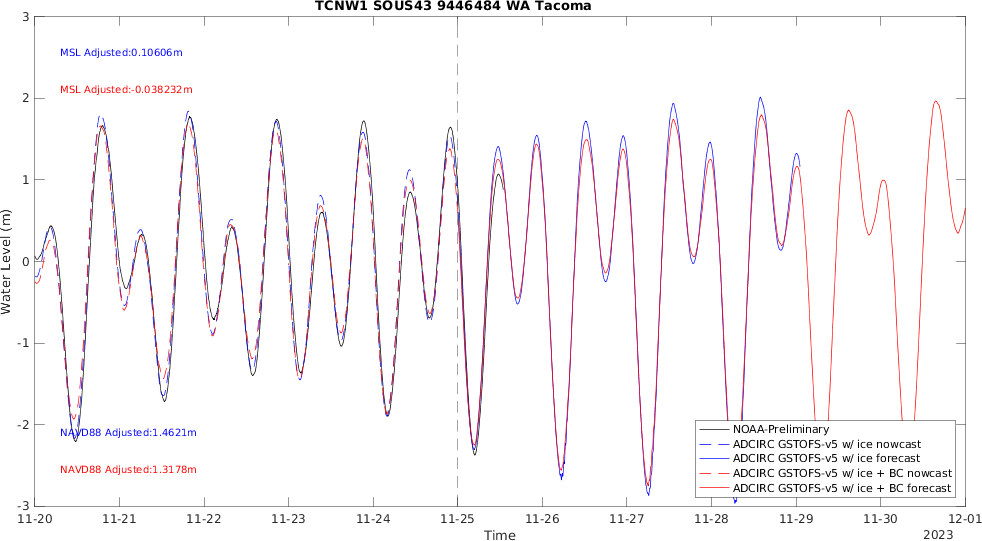 TCNW1 SOUS43 9446484 WA Tacoma
3
MSL Adjusted:0.10606m
MSL Adjusted:-0.038232m
2
1
0
-1
-2
-3
Water Level (m)
NAVD88 Adjusted:1.4621m
NAVD88 Adjusted:1.3178m
NOAA-Preliminary
ADCIRC GSTOFS-v5 w/ ice nowcast
ADCIRC GSTOFS-v5 w/ ice forecast
ADCIRC GSTOFS-v5 w/ ice + BC nowcast
ADCIRC GSTOFS-v5 w/ ice + BC forecast
11-20 11-21 11-22 11-23 11-24 11-25 11-26 11-27 11-28 11-29 11-30 12-01
Time
2023